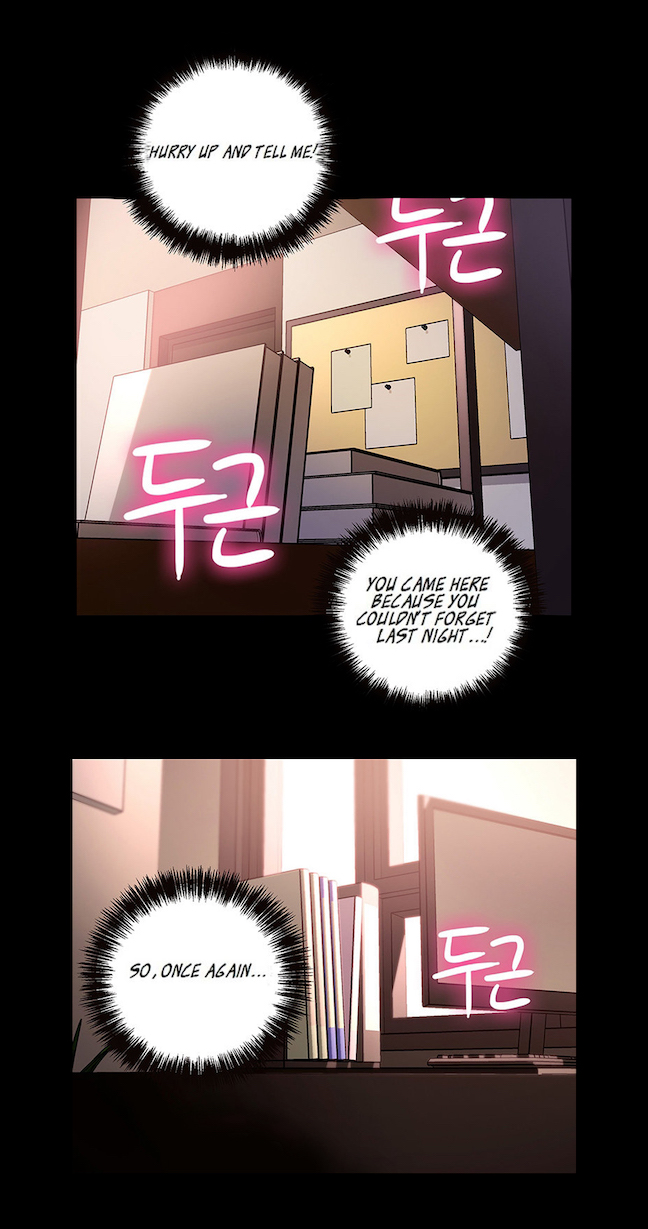 HURRY UP AND TELL ME!
두근
두근
YOU CAME HERE
BECAUSE YOU
COULDN'T FORGET
LAST NIGHT...!
SO, ONCE AGAIN...
두근